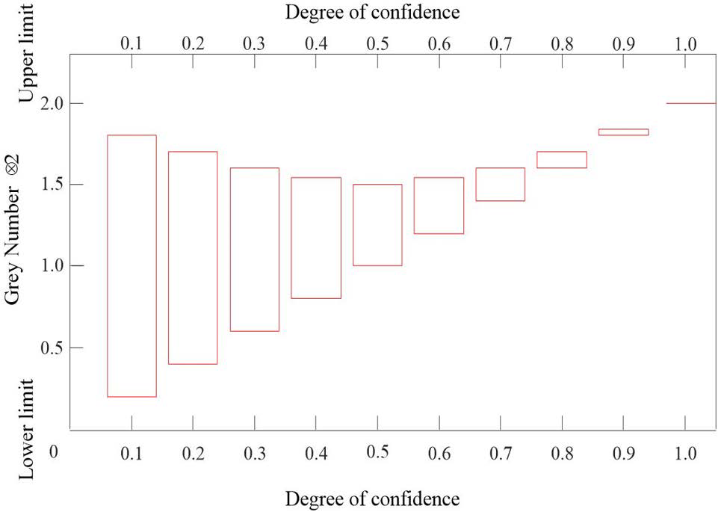 Degree of confidence
0.1 0.2 0.3 0.4 0.5 0.6 0.7 0.8 0.9 1.0
Upper limit
2.0
1.5
Grey Number ⊗2
1.0
0.5
Lower limit
0 0.1 0.2 0.3 0.4 0.5 0.6 0.7 0.8 0.9 1.0
Degree of confidence